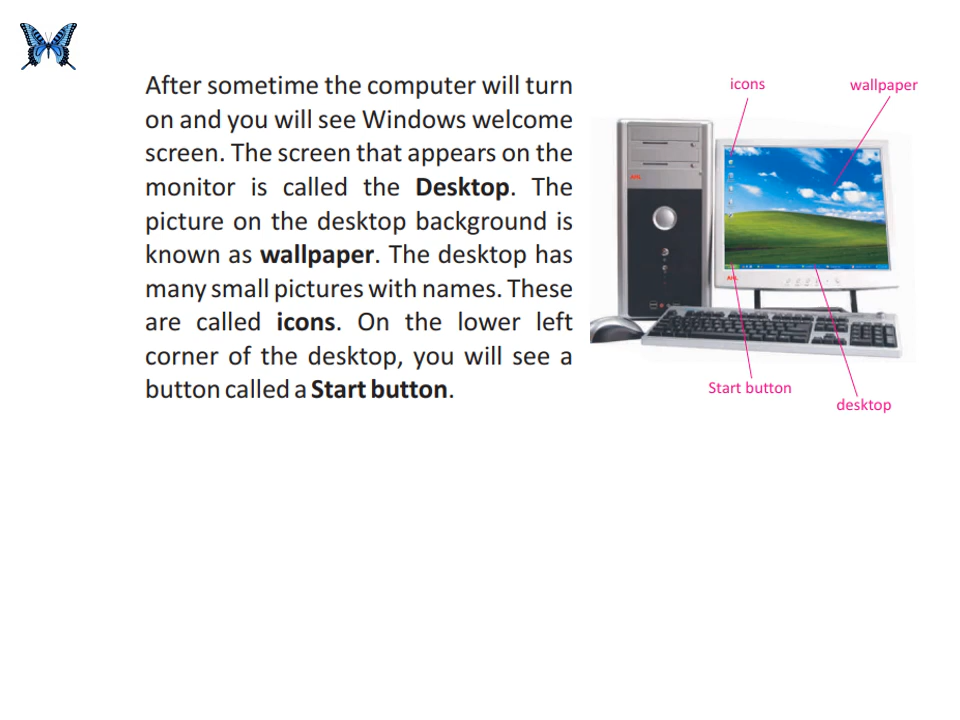 After sometime the computer will turn
on and you will see Windows welcome
screen. The screen that appears on the
monitor is called the Desktop. The
picture on the desktop background is
known as wallpaper. The desktop has
many small pictures with names. These
are called icons. On the lower left
corner of the desktop, you will see a
button called a Start button.
icons
wallpaper
Start button
desktop